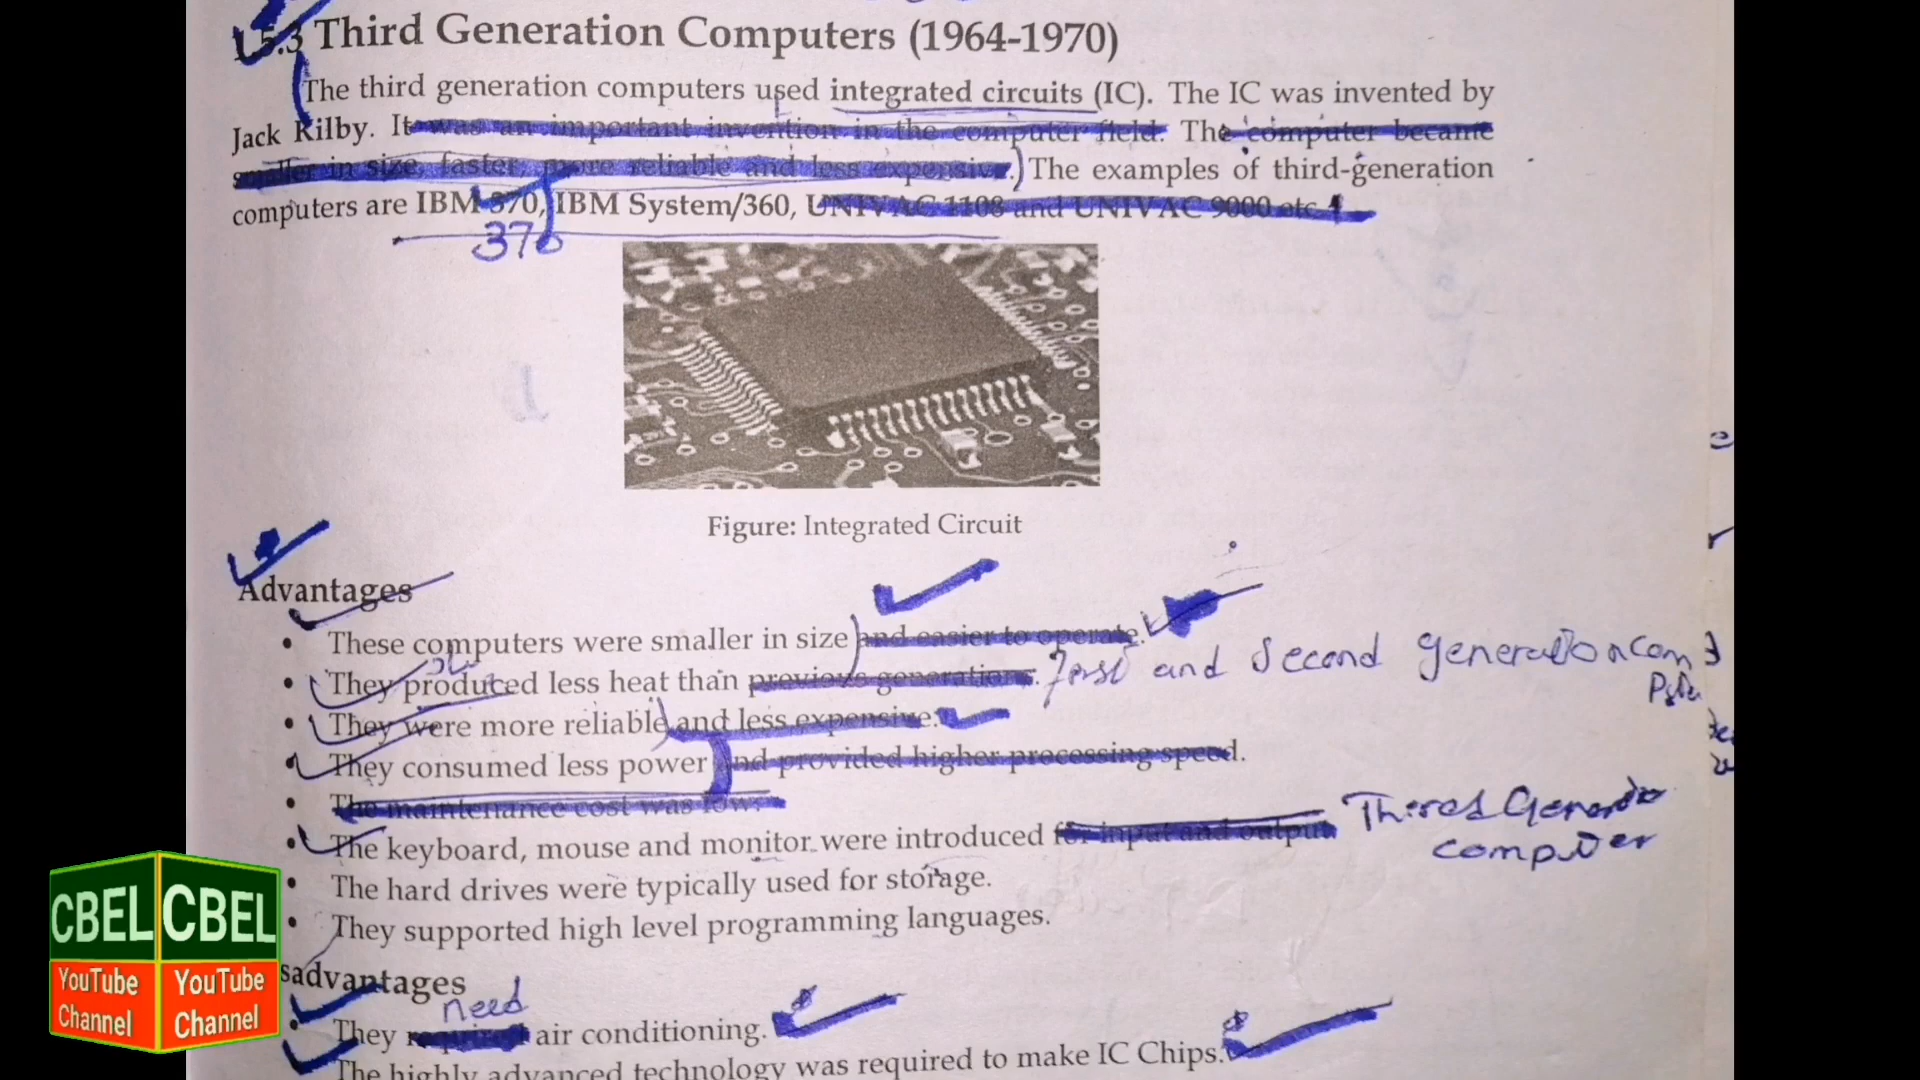 1.5.3 Third Generation Computers (1964-1970)
The third generation computers used integrated circuits (IC). The IC was invented by
Jack Kilby. It was an important invention in the computer field. The computer became
smaller in size, faster, more reliable and less expensive. The examples of third-generation
computers are IBM 370, IBM System/360, UNIVAC 1108 and UNIVAC 9000 etc.
370
Figure: Integrated Circuit
Advantages
• These computers were smaller in size and easier to operate.
• They produced less heat than previous generations. First and Second generation Com
• They were more reliable and less expensive.
• They consumed less power and provided higher processing speed.
• The maintenance cost was low.
• The keyboard, mouse and monitor were introduced for input and output.
computer
• The hard drives were typically used for storage.
• They supported high level programming languages.
sadvantages
need
• They required air conditioning.
The highly advanced technology was required to make IC Chips.
CBEL CBEL
YouTube Channel YouTube Channel